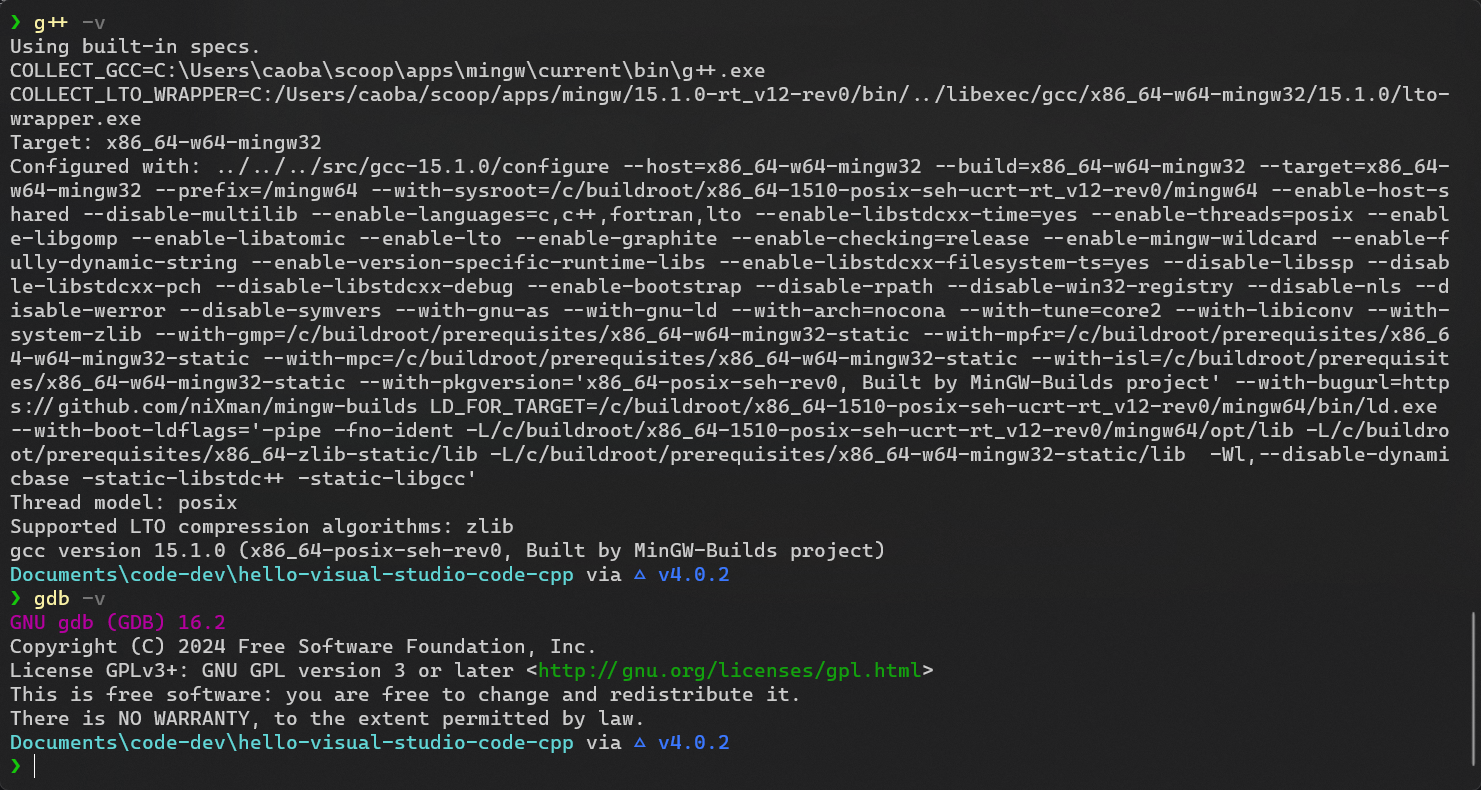 ❯ g++ -v
Using built-in specs.
COLLECT_GCC=C:\Users\caoba\scoop\apps\mingw\current\bin\g++.exe
COLLECT_LTO_WRAPPER=C:/Users/caoba/scoop/apps/mingw/15.1.0-rt_v12-rev0/bin/../libexec/gcc/x86_64-w64-mingw32/15.1.0/lto-
wrapper.exe
Target: x86_64-w64-mingw32
Configured with: ../../../src/gcc-15.1.0/configure --host=x86_64-w64-mingw32 --build=x86_64-w64-mingw32 --target=x86_64-
w64-mingw32 --prefix=/mingw64 --with-sysroot=/c/buildroot/x86_64-1510-posix-seh-ucrt-rt_v12-rev0/mingw64 --enable-host-s
hared --disable-multilib --enable-languages=c,c++,fortran,lto --enable-libstdcxx-time=yes --enable-threads=posix --enabl
e-libgomp --enable-libatomic --enable-lto --enable-graphite --enable-checking=release --enable-mingw-wildcard --enable-f
ully-dynamic-string --enable-version-specific-runtime-libs --enable-libstdcxx-filesystem-ts=yes --disable-libssp --disab
le-libstdcxx-pch --disable-libstdcxx-debug --enable-bootstrap --disable-rpath --disable-win32-registry --disable-nls --d
isable-werror --disable-symvers --with-gnu-as --with-gnu-ld --with-arch=nocona --with-tune=core2 --with-libiconv --with-
system-zlib --with-gmp=/c/buildroot/prerequisites/x86_64-w64-mingw32-static --with-mpfr=/c/buildroot/prerequisites/x86_6
4-w64-mingw32-static --with-mpc=/c/buildroot/prerequisites/x86_64-w64-mingw32-static --with-isl=/c/buildroot/prerequisit
es/x86_64-w64-mingw32-static --with-pkgversion='x86_64-posix-seh-rev0, Built by MinGW-Builds project' --with-bugurl=http
s://github.com/niXman/mingw-builds LD_FOR_TARGET=/c/buildroot/x86_64-1510-posix-seh-ucrt-rt_v12-rev0/mingw64/bin/ld.exe
--with-boot-ldflags='-pipe -fno-ident -L/c/buildroot/x86_64-1510-posix-seh-ucrt-rt_v12-rev0/mingw64/opt/lib -L/c/buildro
ot/prerequisites/x86_64-zlib-static/lib -L/c/buildroot/prerequisites/x86_64-w64-mingw32-static/lib  -Wl,--disable-dynami
cbase -static-libstdc++ -static-libgcc'
Thread model: posix
Supported LTO compression algorithms: zlib
gcc version 15.1.0 (x86_64-posix-seh-rev0, Built by MinGW-Builds project)
Documents\code-dev\hello-visual-studio-code-cpp via △ v4.0.2
❯ gdb -v
GNU gdb (GDB) 16.2
Copyright (C) 2024 Free Software Foundation, Inc.
License GPLv3+: GNU GPL version 3 or later <http://gnu.org/licenses/gpl.html>
This is free software: you are free to change and redistribute it.
There is NO WARRANTY, to the extent permitted by law.
Documents\code-dev\hello-visual-studio-code-cpp via △ v4.0.2
❯